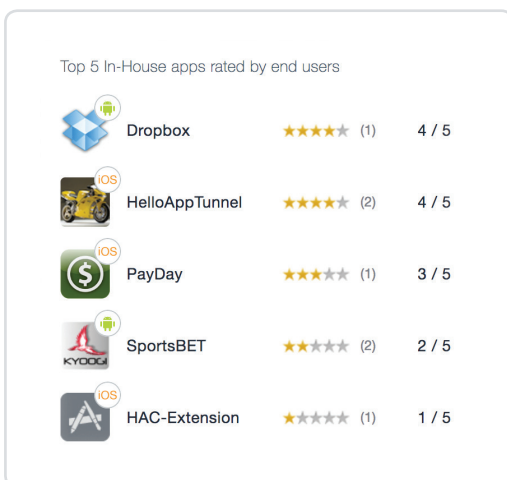 Top 5 In-House apps rated by end users
Dropbox (1) 4 / 5
iOS
HelloAppTunnel (2) 4 / 5
iOS
PayDay (1) 3 / 5
KYOOGI
SportsBET (2) 2 / 5
iOS
HAC-Extension (1) 1 / 5